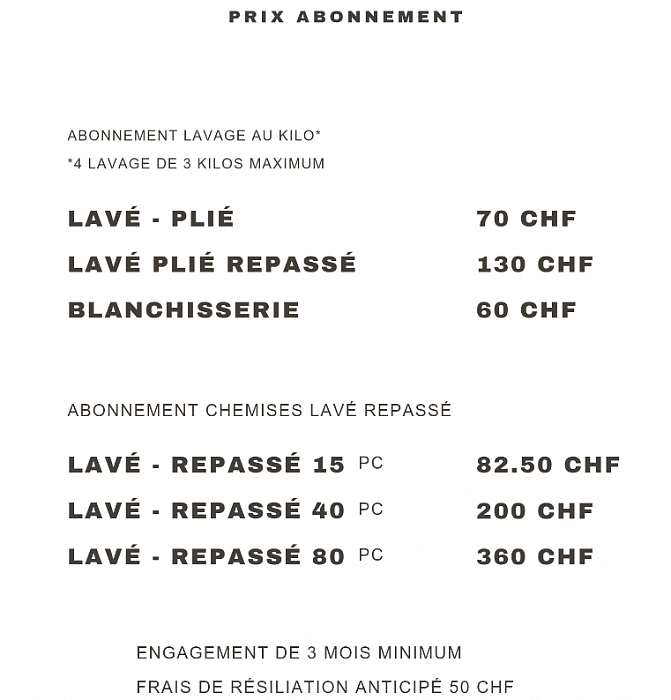 PRIX ABONNEMENT
ABONNEMENT LAVAGE AU KILO*
*4 LAVAGE DE 3 KILOS MAXIMUM
LAVÉ - PLIÉ 70 CHF
LAVÉ PLIÉ REPASSÉ 130 CHF
BLANCHISSERIE 60 CHF
ABONNEMENT CHEMISES LAVÉ REPASSÉ
LAVÉ - REPASSÉ 15 PC 82.50 CHF
LAVÉ - REPASSÉ 40 PC 200 CHF
LAVÉ - REPASSÉ 80 PC 360 CHF
ENGAGEMENT DE 3 MOIS MINIMUM
FRAIS DE RÉSILIATION ANTICIPÉ 50 CHF